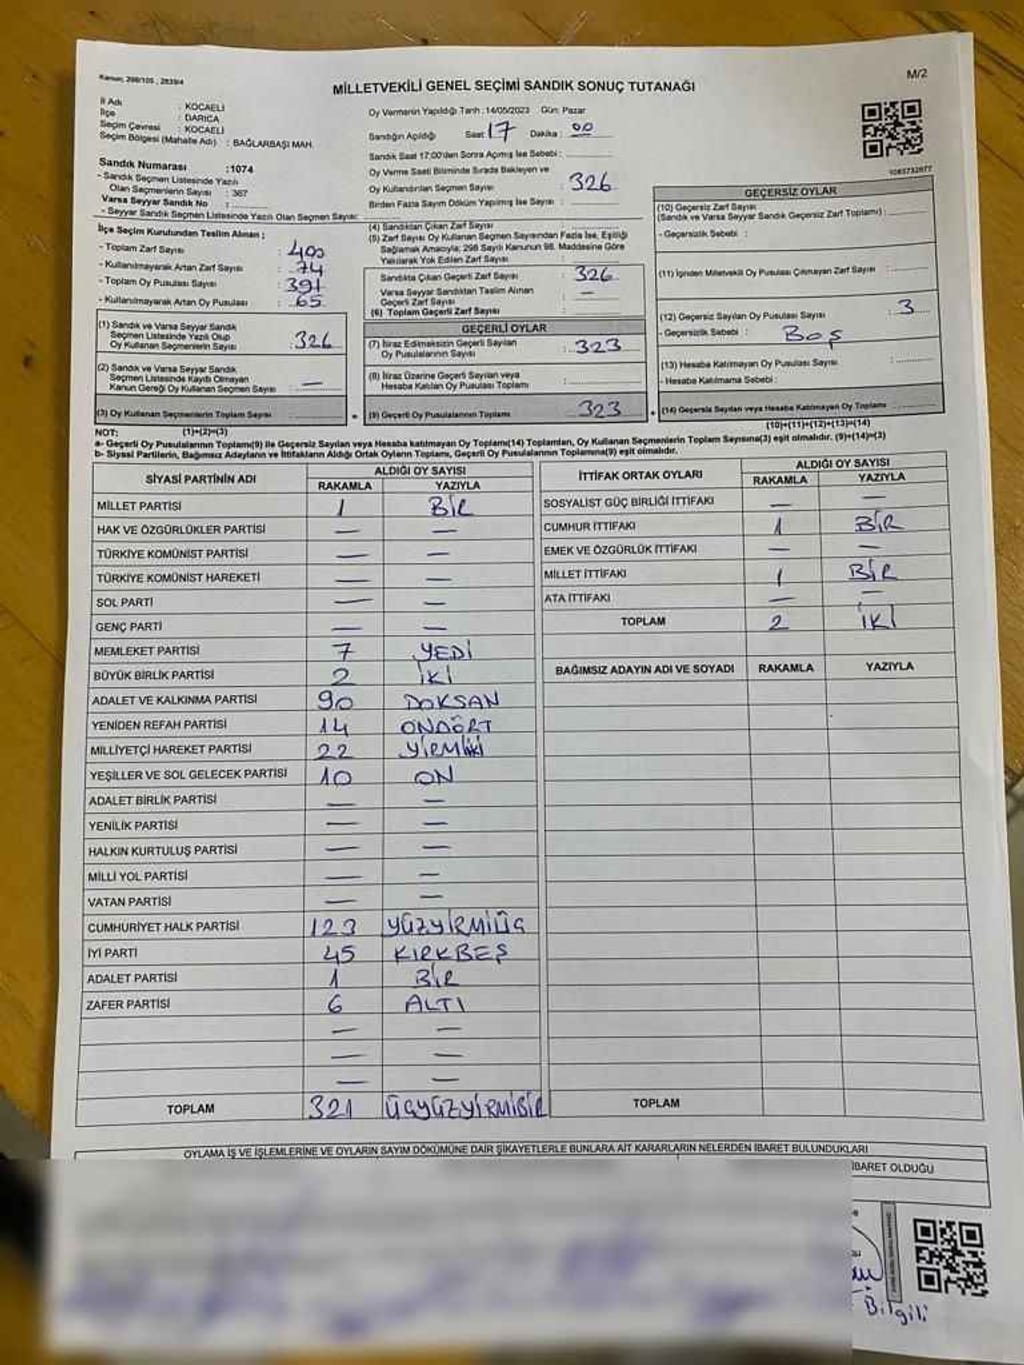 Kanun; 298/105 , 2839/4
M/2
MİLLETVEKİLİ GENEL SEÇİMİ SANDIK SONUÇ TUTANAĞI
İl Adı : KOCAELİ
İlçe : DARICA
Seçim Çevresi : KOCAELİ
Seçim Bölgesi (Mahalle Adı) : BAĞLARBAŞI MAH.
Sandık Numarası :1074
- Sandık Seçmen Listesinde Yazılı
Olan Seçmenlerin Sayısı : 367
Varsa Seyyar Sandık No :
- Seyyar Sandık Seçmen Listesinde Yazılı Olan Seçmen Sayısı:
Oy Vermenin Yapıldığı Tarih :14/05/2023 Gün: Pazar
Sandığın Açıldığı Saat 17 Dakika : 00
Sandık Saat 17:00'den Sonra Açılmış İse Sebebi :
Oy Verme Saati Bitiminde Sırada Bekleyen ve
Oy Kullandırılan Seçmen Sayısı : 326
Birden Fazla Sayım Döküm Yapılmış İse Sayısı :
İlçe Seçim Kurulundan Teslim Alınan ;
- Toplam Zarf Sayısı : 400
- Kullanılmayarak Artan Zarf Sayısı : 74
- Toplam Oy Pusulası Sayısı : 391
- Kullanılmayarak Artan Oy Pusulası : 65
(4) Sandıktan Çıkan Zarf Sayısı :
(5) Zarf Sayısı Oy Kullanan Seçmen Sayısından Fazla İse, Eşitliği
Sağlamak Amacıyla; 298 Sayılı Kanunun 98. Maddesine Göre
Yakılarak Yok Edilen Zarf Sayısı :
Sandıkta Çıkan Geçerli Zarf Sayısı : 326
Varsa Seyyar Sandıktan Teslim Alınan
Geçerli Zarf Sayısı : —
(6) Toplam Geçerli Zarf Sayısı :
GEÇERSİZ OYLAR
(10) Geçersiz Zarf Sayısı
(Sandık ve Varsa Seyyar Sandık Geçersiz Zarf Toplamı) :
- Geçersizlik Sebebi :
(11) İçinden Milletvekili Oy Pusulası Çıkmayan Zarf Sayısı :
(12) Geçersiz Sayılan Oy Pusulası Sayısı : 3
- Geçersizlik Sebebi : BOŞ
(13) Hesaba Katılmayan Oy Pusulası Sayısı :
- Hesaba Katılmama Sebebi :
(14) Geçersiz Sayılan veya Hesaba Katılmayan Oy Toplamı
(10)+(11)+(12)+(13)=(14)
(1) Sandık ve Varsa Seyyar Sandık
Seçmen Listesinde Yazılı Olup
Oy Kullanan Seçmenlerin Sayısı : 326
(2) Sandık ve Varsa Seyyar Sandık
Seçmen Listesinde Kayıtlı Olmayan
Kanun Gereği Oy Kullanan Seçmen Sayısı : —
(3) Oy Kullanan Seçmenlerin Toplam Sayısı
(1)+(2)=(3)
GEÇERLİ OYLAR
(7) İtiraz Edilmeksizin Geçerli Sayılan
Oy Pusulasının Sayısı : 323
(8) İtiraz Üzerine Geçerli Sayılan veya
Hesaba Katılan Oy Pusulası Toplamı :
(9) Geçerli Oy Pusulalarının Toplamı 323
NOT:
a- Geçerli Oy Pusulalarının Toplamı(9) ile Geçersiz Sayılan veya Hesaba katılmayan Oy Toplamı(14) Toplamları, Oy Kullanan Seçmenlerin Toplam Sayısına(3) eşit olmalıdır. (9)+(14)=(3)
b- Siyasi Partilerin, Bağımsız Adayların ve İttifakların Aldığı Ortak Oyların Toplamı, Geçerli Oy Pusulalarının Toplamına(9) eşit olmalıdır.
SİYASİ PARTİNİN ADI ALDIĞI OY SAYISI
RAKAMLA YAZIYLA
MİLLET PARTİSİ 1 BİR
HAK VE ÖZGÜRLÜKLER PARTİSİ — —
TÜRKİYE KOMÜNİST PARTİSİ — —
TÜRKİYE KOMÜNİST HAREKETİ — —
SOL PARTİ — —
GENÇ PARTİ — —
MEMLEKET PARTİSİ 7 YEDİ
BÜYÜK BİRLİK PARTİSİ 2 İKİ
ADALET VE KALKINMA PARTİSİ 90 DOKSAN
YENİDEN REFAH PARTİSİ 14 ONDÖRT
MİLLİYETÇİ HAREKET PARTİSİ 22 YİRMİİKİ
YEŞİLLER VE SOL GELECEK PARTİSİ 10 ON
ADALET BİRLİK PARTİSİ — —
YENİLİK PARTİSİ — —
HALKIN KURTULUŞ PARTİSİ — —
MİLLİ YOL PARTİSİ — —
VATAN PARTİSİ — —
CUMHURİYET HALK PARTİSİ 123 YÜZYİRMİÜÇ
İYİ PARTİ 45 KIRKBEŞ
ADALET PARTİSİ 1 BİR
ZAFER PARTİSİ 6 ALTI
— —
— —
— —
TOPLAM 321 ÜÇYÜZYİRMİBİR
İTTİFAK ORTAK OYLARI ALDIĞI OY SAYISI
RAKAMLA YAZIYLA
SOSYALİST GÜÇ BİRLİĞİ İTTİFAKI — —
CUMHUR İTTİFAKI 1 BİR
EMEK VE ÖZGÜRLÜK İTTİFAKI — —
MİLLET İTTİFAKI 1 BİR
ATA İTTİFAKI — —
TOPLAM 2 İKİ
BAĞIMSIZ ADAYIN ADI VE SOYADI RAKAMLA YAZIYLA
TOPLAM
OYLAMA İŞ VE İŞLEMLERİNE VE OYLARIN SAYIM DÖKÜMÜNE DAİR ŞİKAYETLERLE BUNLARA AİT KARARLARIN NELERDEN İBARET BULUNDUKLARI
İBARET OLDUĞU
Bilgili